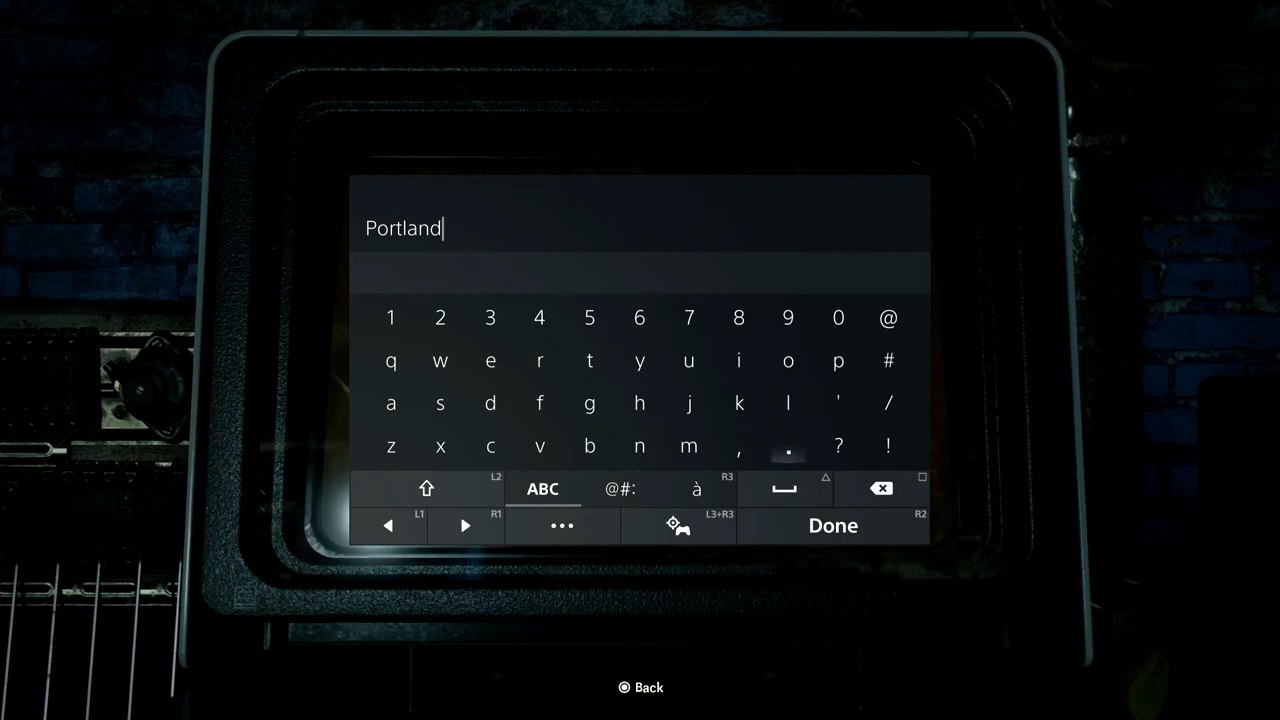 Portland
1 2 3 4 5 6 7 8 9 0 @
q w e r t y u i o p #
a s d f g h j k l ' /
z x c v b n m , . ? !
L2 ABC @#: à R3 △ □
L1 R1 ... L3+R3 Done R2
Back